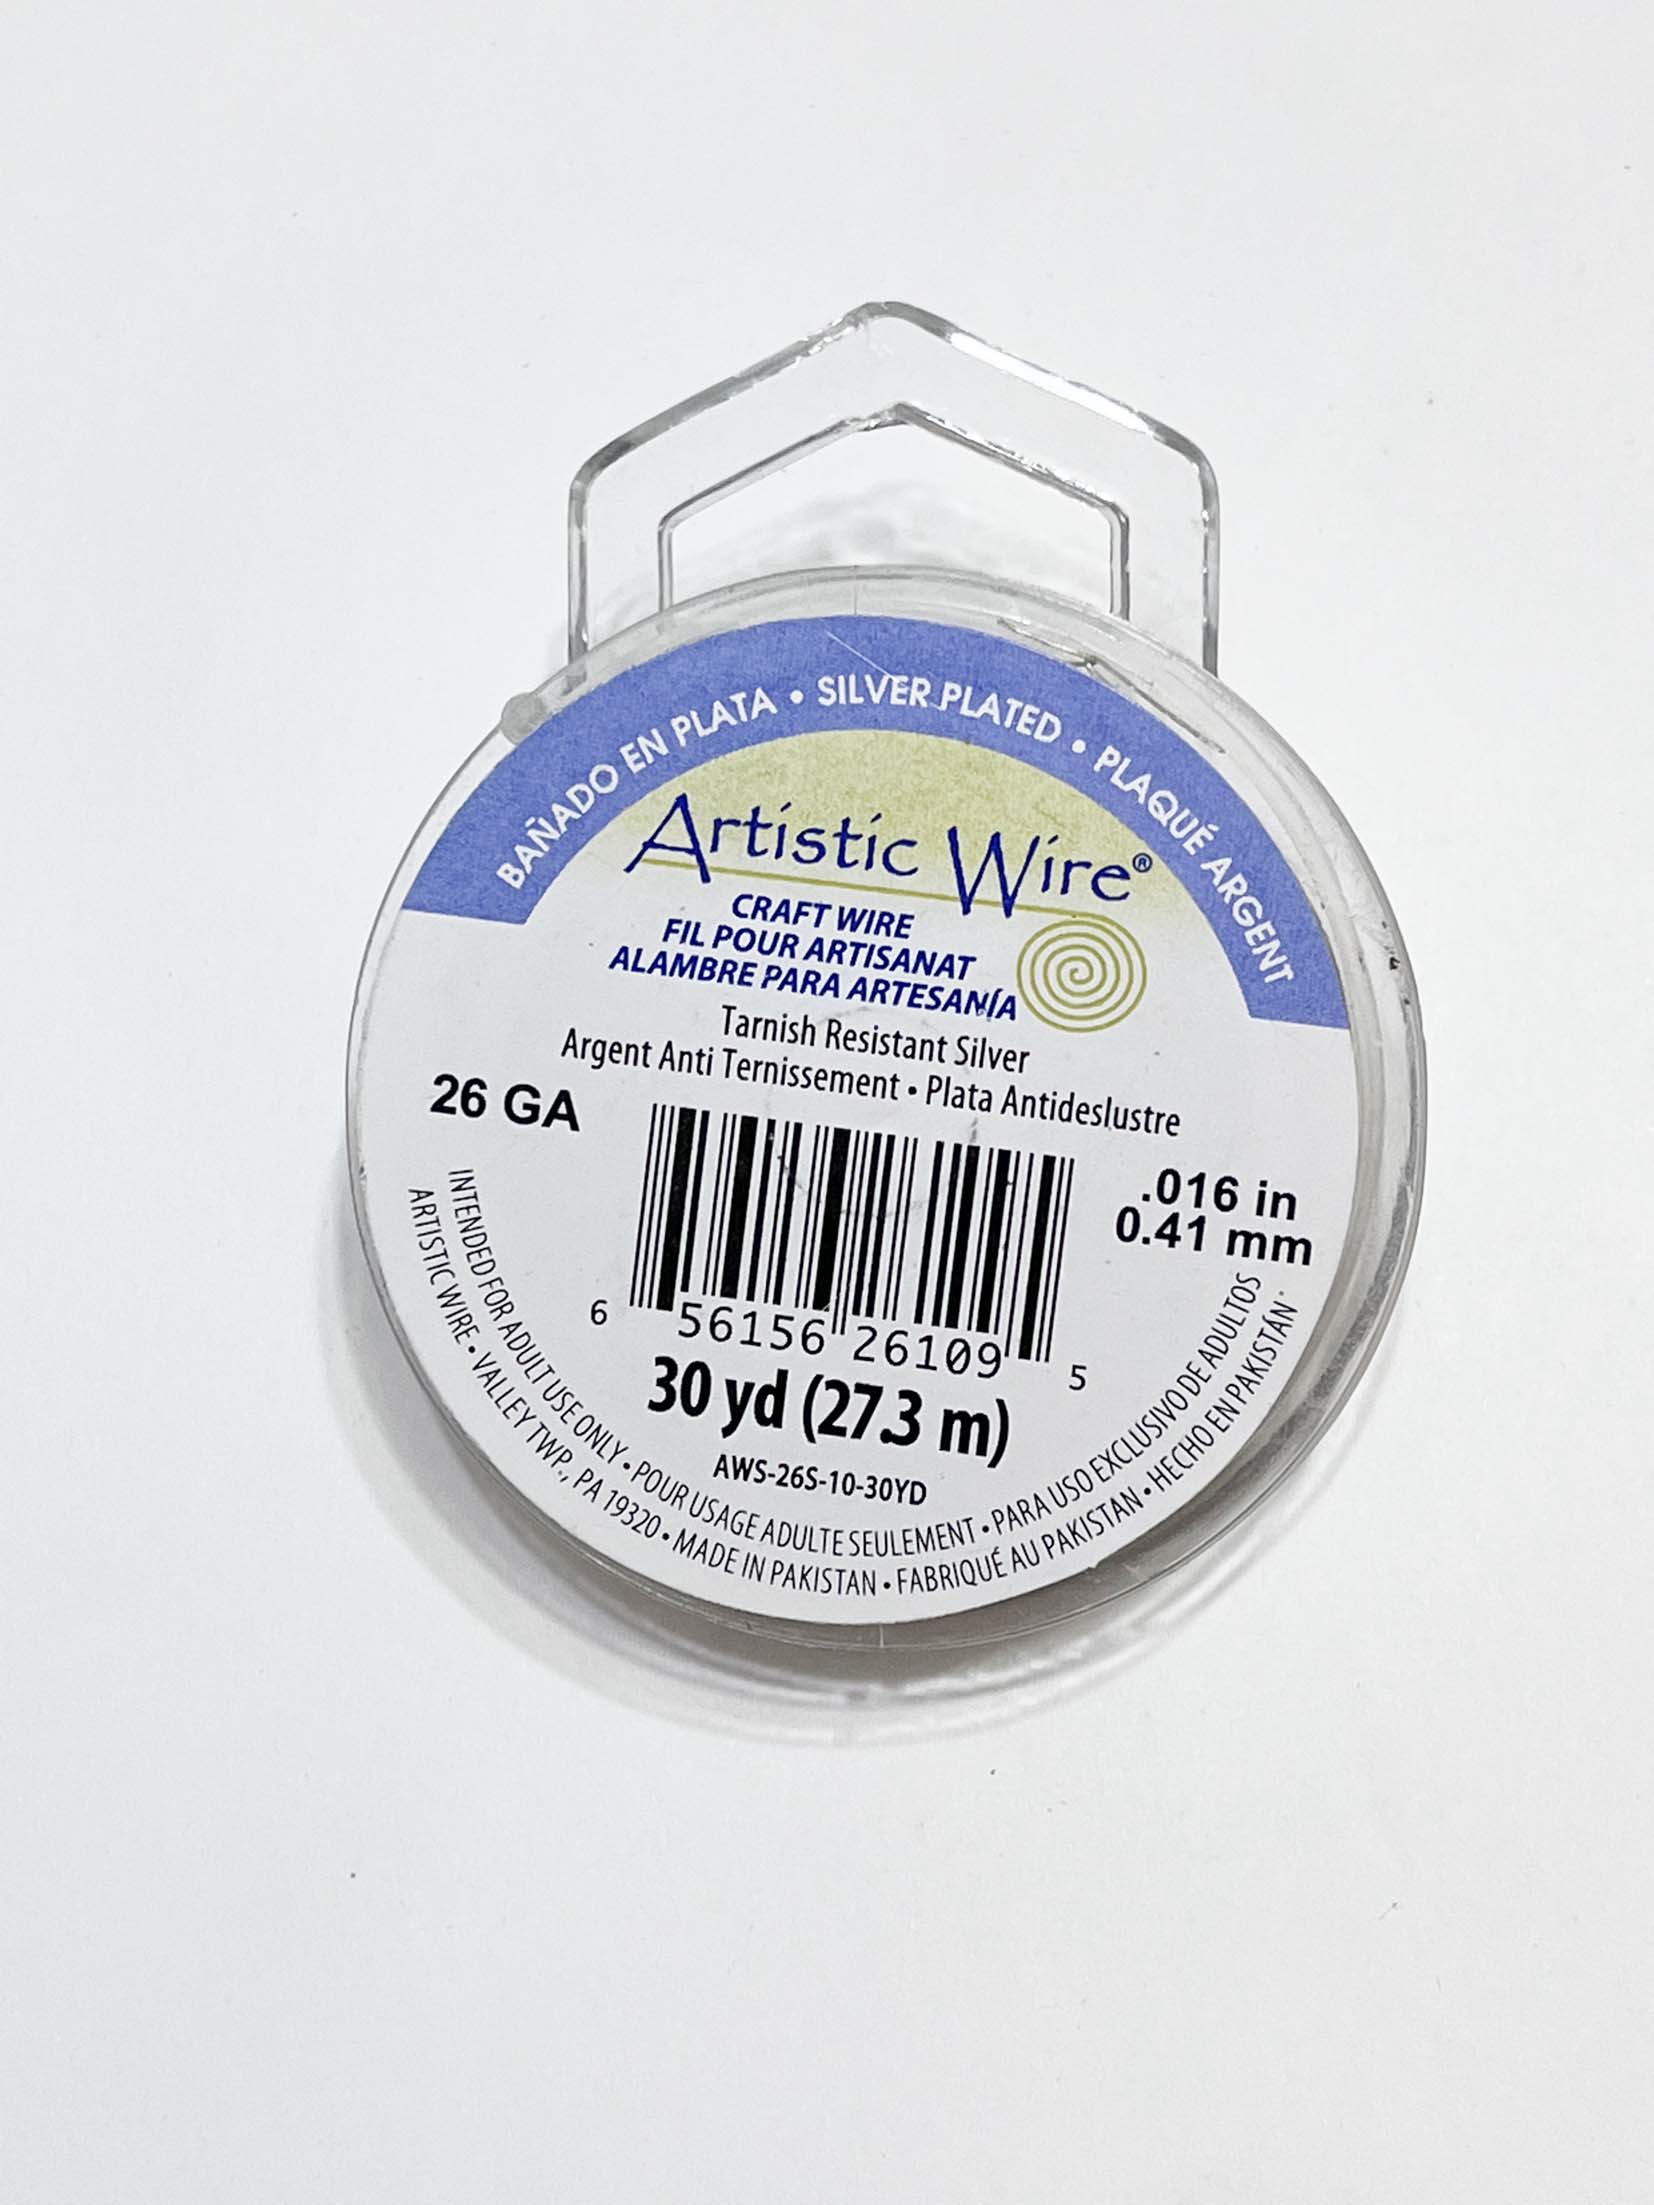 BAÑADO EN PLATA • SILVER PLATED • PLAQUÉ ARGENT
Artistic Wire®
CRAFT WIRE
FIL POUR ARTISANAT
ALAMBRE PARA ARTESANÍA
Tarnish Resistant Silver
Argent Anti Ternissement • Plata Antideslustre
26 GA
.016 in
0.41 mm
6 56156 26109 5
30 yd (27.3 m)
AWS-26S-10-30YD
INTENDED FOR ADULT USE ONLY • POUR USAGE ADULTE SEULEMENT • PARA USO EXCLUSIVO DE ADULTOS
ARTISTIC WIRE • VALLEY TWP., PA 19320 • MADE IN PAKISTAN • FABRIQUÉ AU PAKISTAN • HECHO EN PAKISTÁN